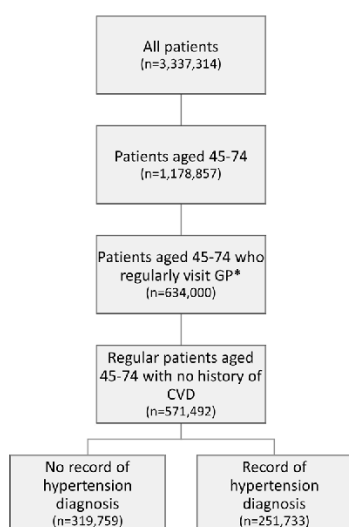 All patients
(n=3,337,314)
Patients aged 45-74
(n=1,178,857)
Patients aged 45-74 who
regularly visit GP*
(n=634,000)
Regular patients aged
45-74 with no history of
CVD
(n=571,492)
No record of
hypertension
diagnosis
(n=319,759)
Record of
hypertension
diagnosis
(n=251,733)